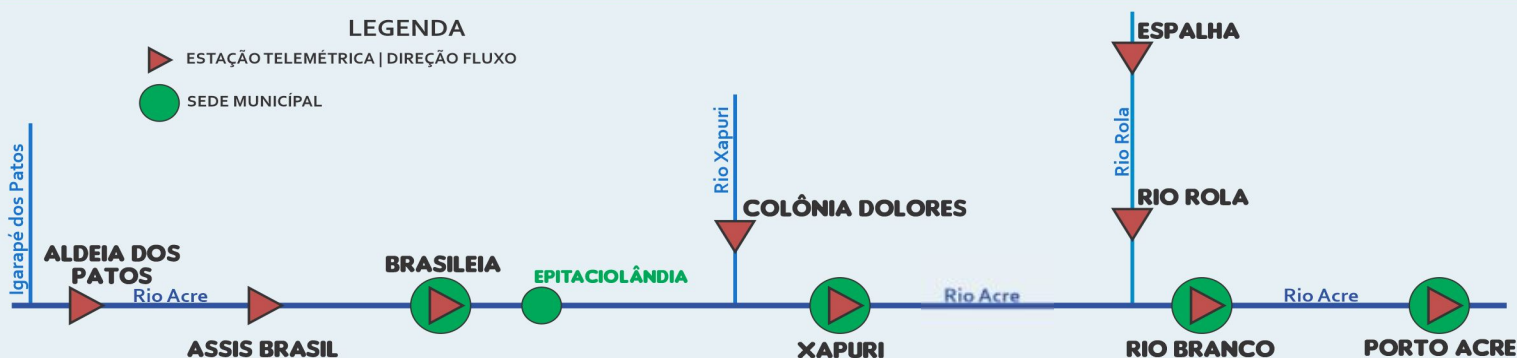 LEGENDA
ESTAÇÃO TELEMÉTRICA | DIREÇÃO FLUXO
SEDE MUNICÍPAL
Igarapé dos Patos
ALDEIA DOS
PATOS
Rio Acre
ASSIS BRASIL
BRASILEIA
EPITACIOLÂNDIA
Rio Xapuri
COLÔNIA DOLORES
XAPURI
Rio Acre
ESPALHA
Rio Rola
RIO ROLA
RIO BRANCO
Rio Acre
PORTO ACRE